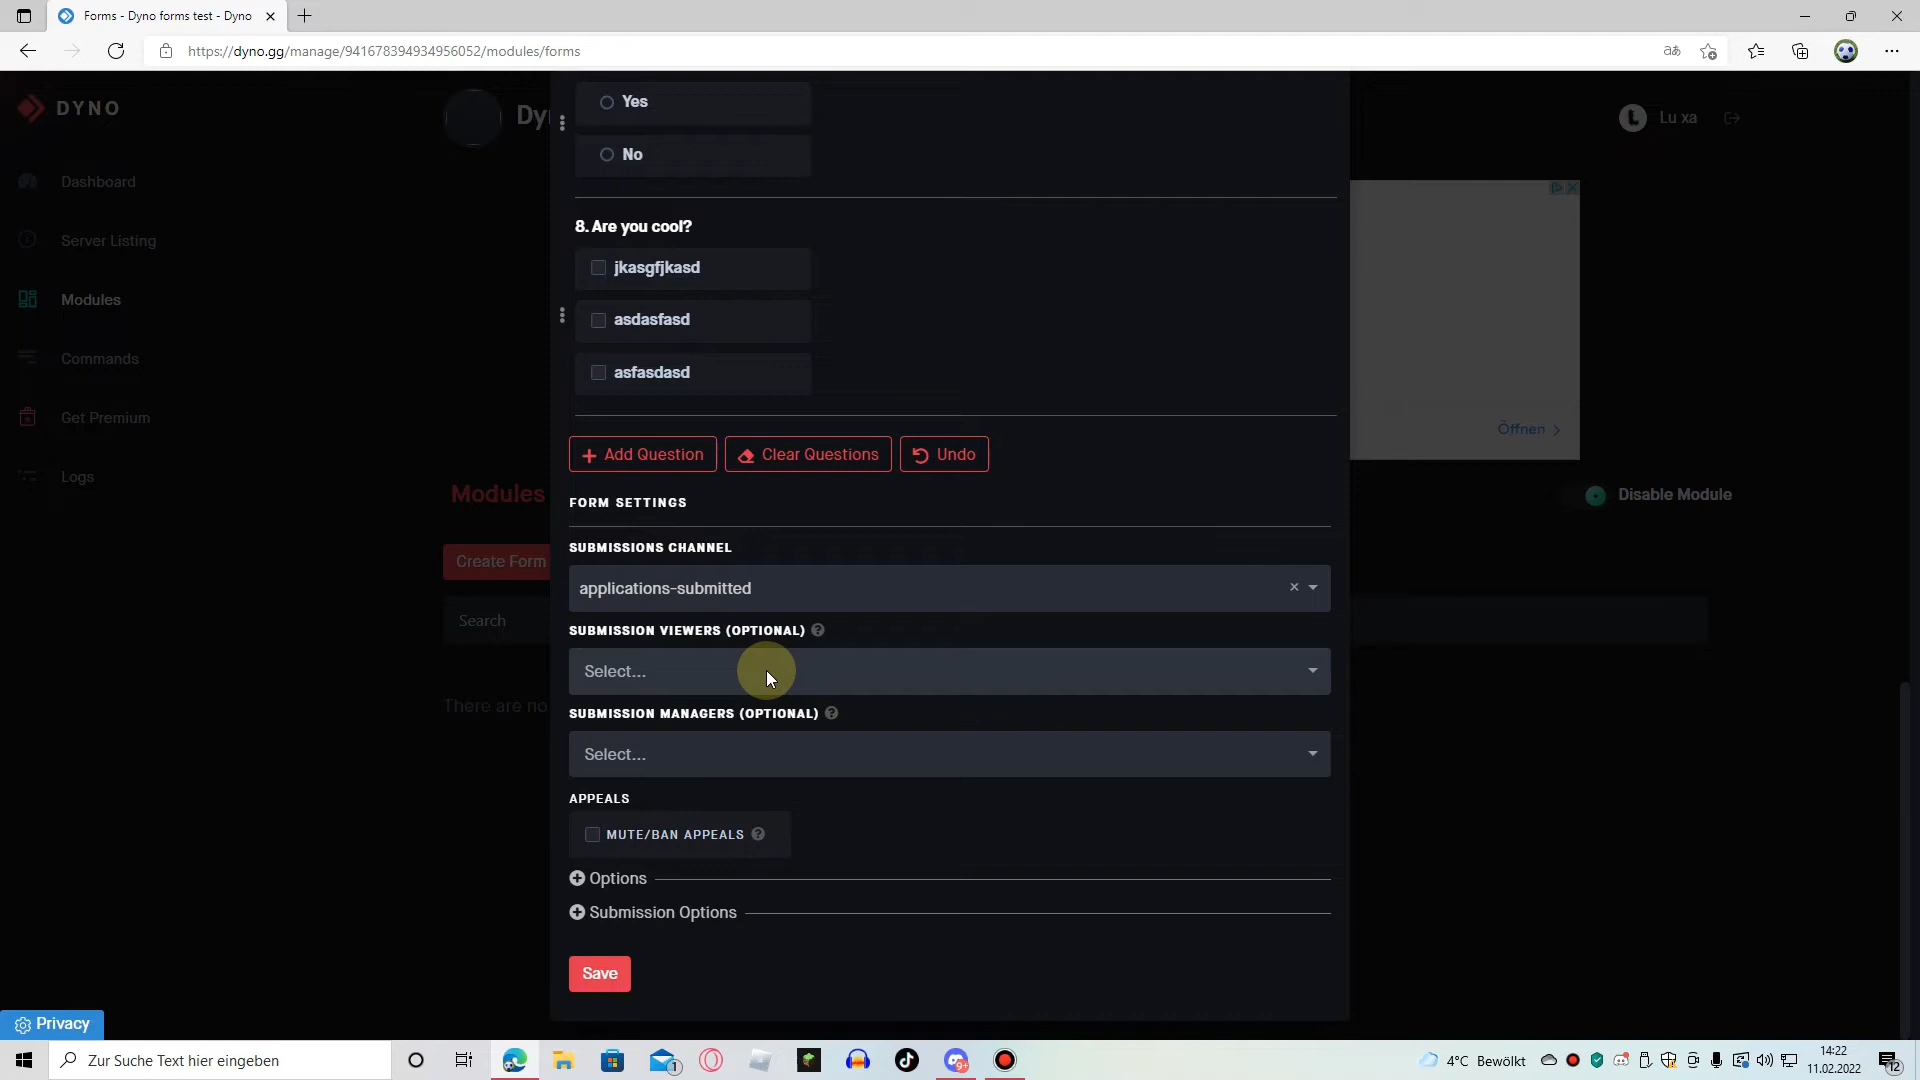 Forms - Dyno forms test - Dyno
https://dyno.gg/manage/941678394934956052/modules/forms
DYNO
Dy
Lu xa
Dashboard
Server Listing
Modules
Commands
Get Premium
Logs
Yes
No
8. Are you cool?
jkasgfjkasd
asdasfasd
asfasdasd
Öffnen
+ Add Question
Clear Questions
Undo
Modules
Disable Module
FORM SETTINGS
SUBMISSIONS CHANNEL
Create Form
applications-submitted
Search
SUBMISSION VIEWERS (OPTIONAL)
Select...
There are no
SUBMISSION MANAGERS (OPTIONAL)
Select...
APPEALS
MUTE/BAN APPEALS
Options
Submission Options
Save
Privacy
Zur Suche Text hier eingeben
4°C Bewölkt
14:22
11.02.2022